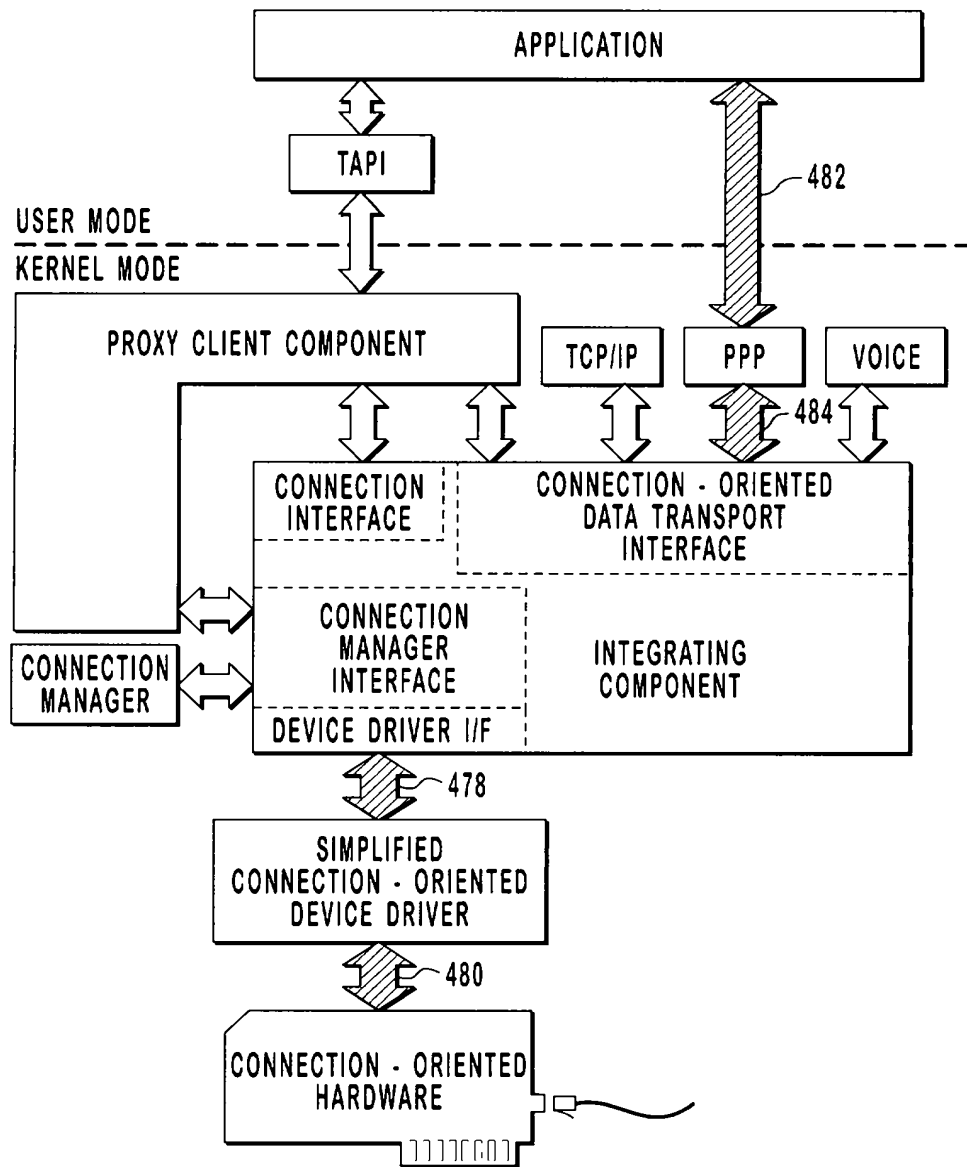 APPLICATION
TAPI
482
USER MODE
KERNEL MODE
PROXY CLIENT COMPONENT
TCP/IP
PPP
VOICE
484
CONNECTION
INTERFACE
CONNECTION - ORIENTED
DATA TRANSPORT
INTERFACE
CONNECTION
MANAGER
INTERFACE
INTEGRATING
COMPONENT
CONNECTION
MANAGER
DEVICE DRIVER I/F
478
SIMPLIFIED
CONNECTION - ORIENTED
DEVICE DRIVER
480
CONNECTION - ORIENTED
HARDWARE